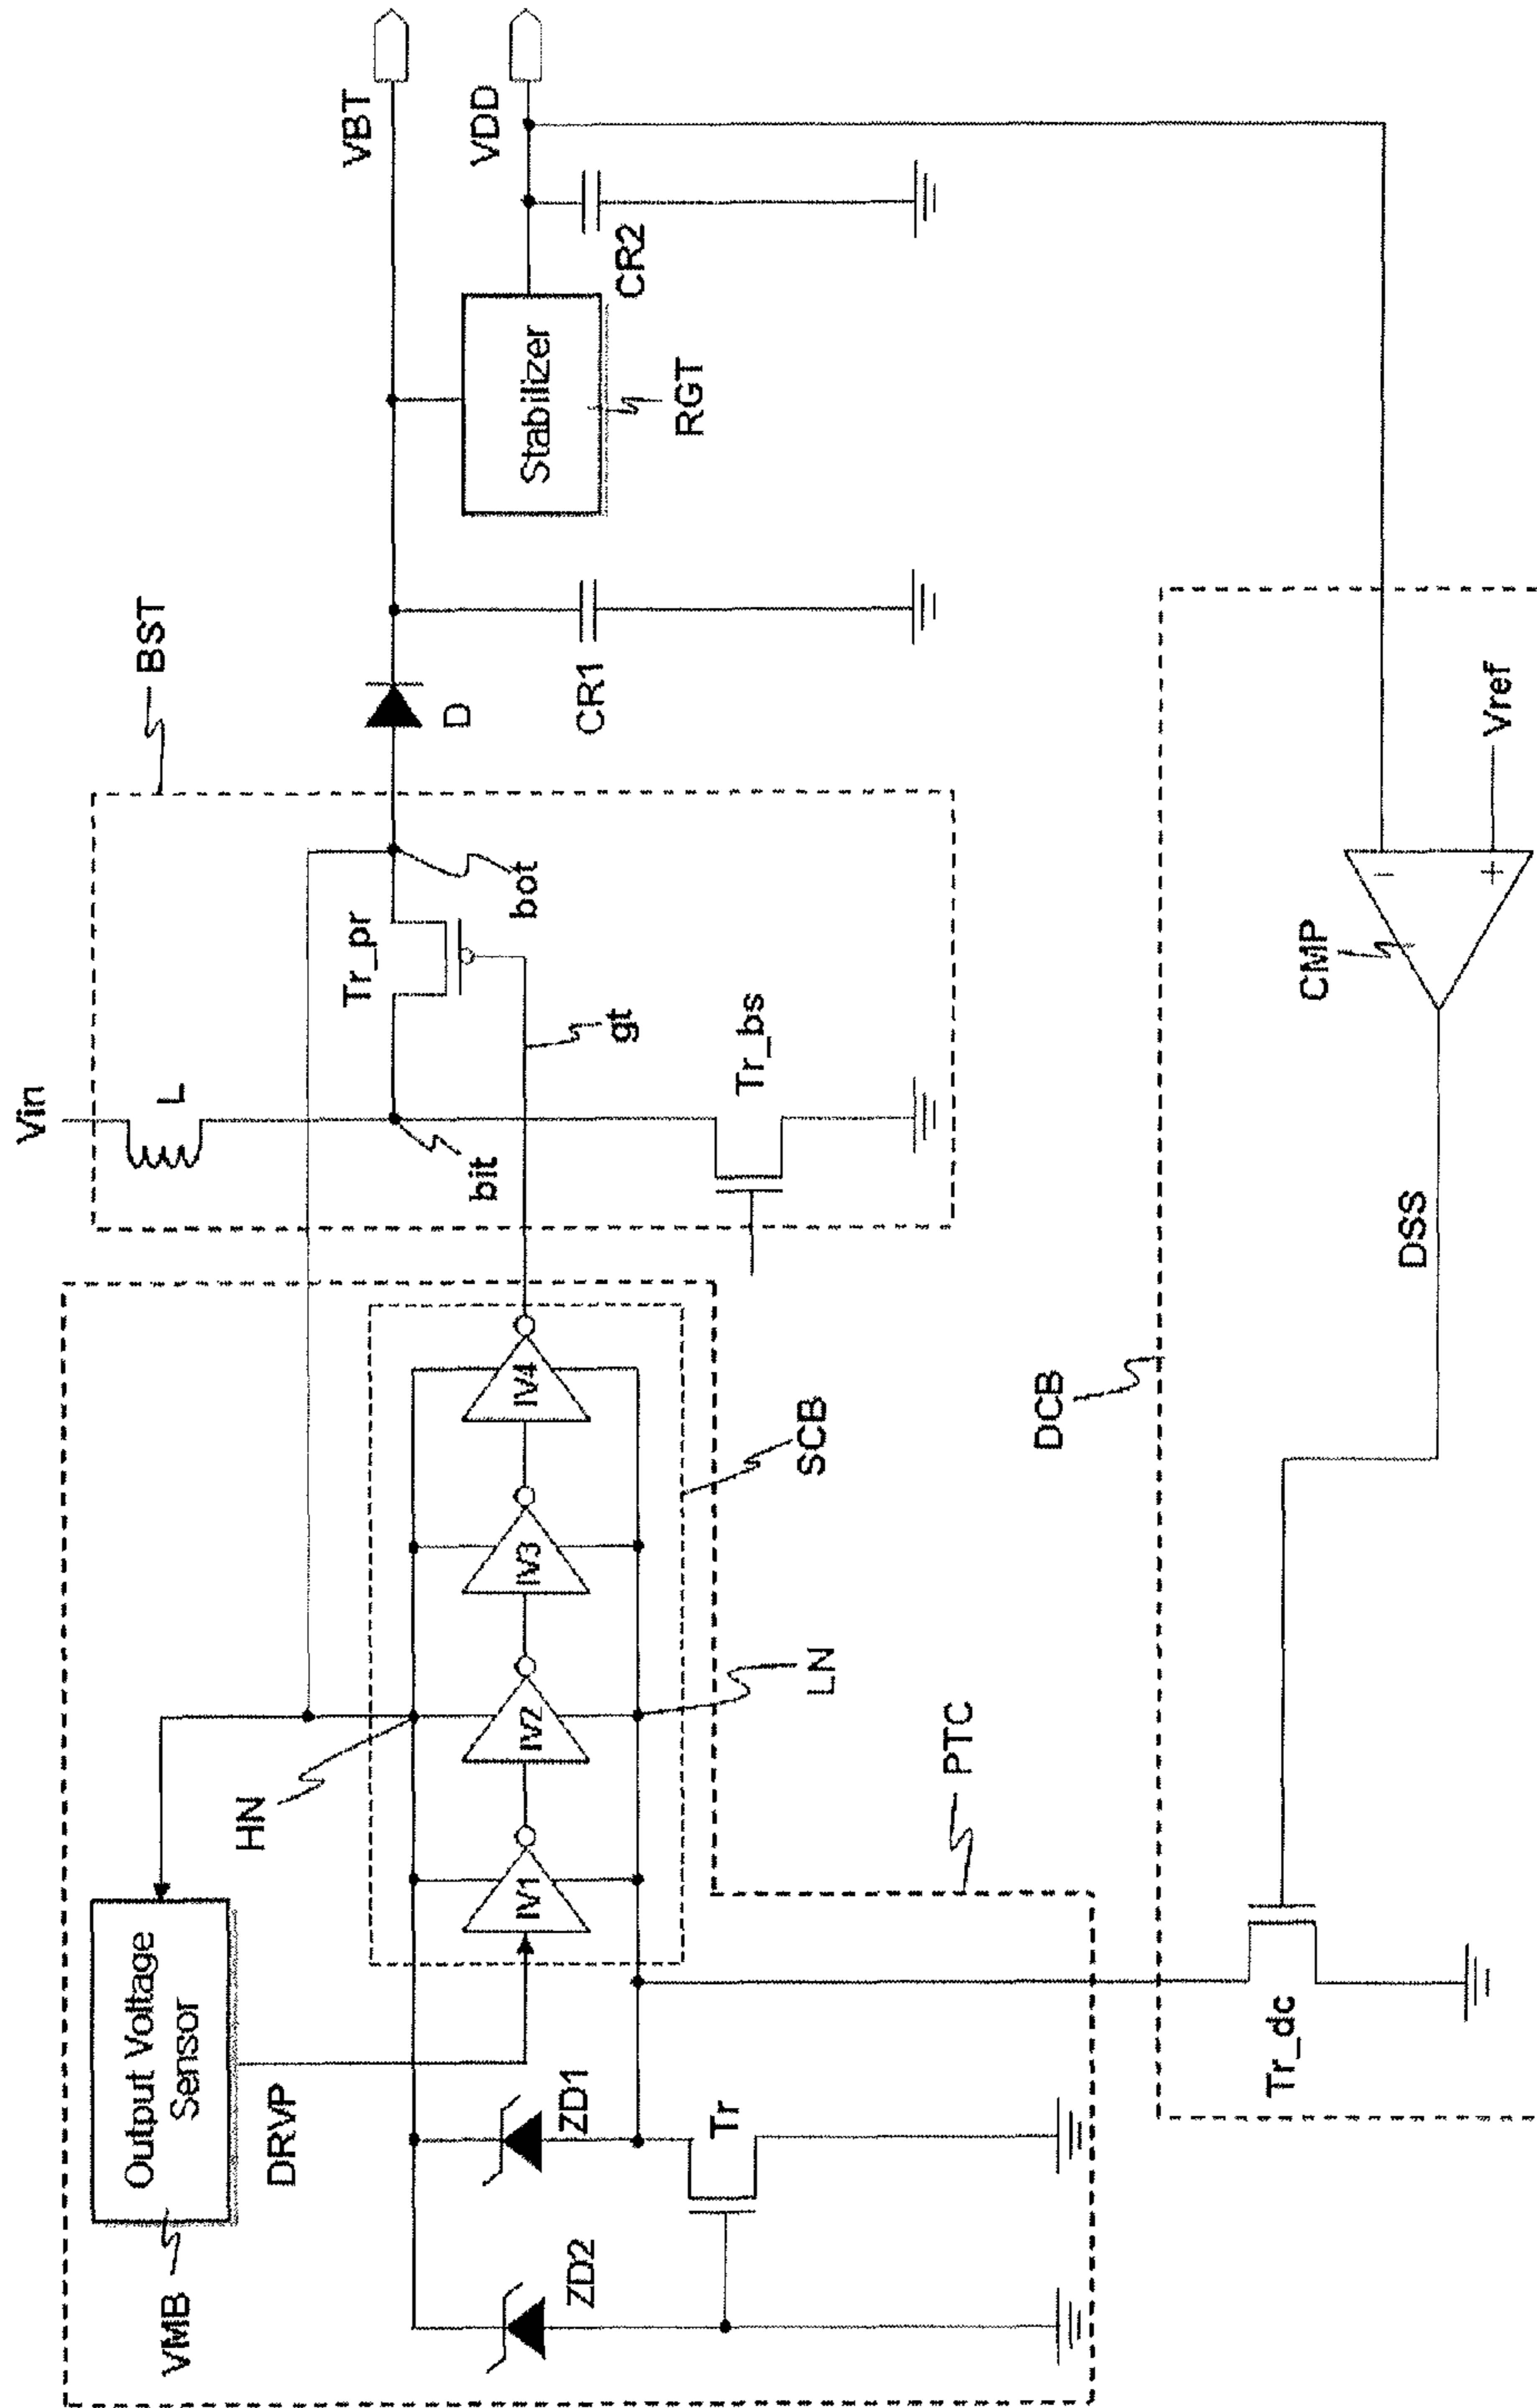 VMB
Output Voltage
Sensor
DRVP
HN
ZD2
ZD1
Tr
IV1
IV2
IV3
IV4
SCB
LN
PTC
Vin
L
bit
Tr_pr
bot
gt
Tr_bs
BST
D
CR1
Stabilizer
RGT
CR2
VBT
VDD
DCB
Tr_dc
DSS
CMP
-
+
Vref